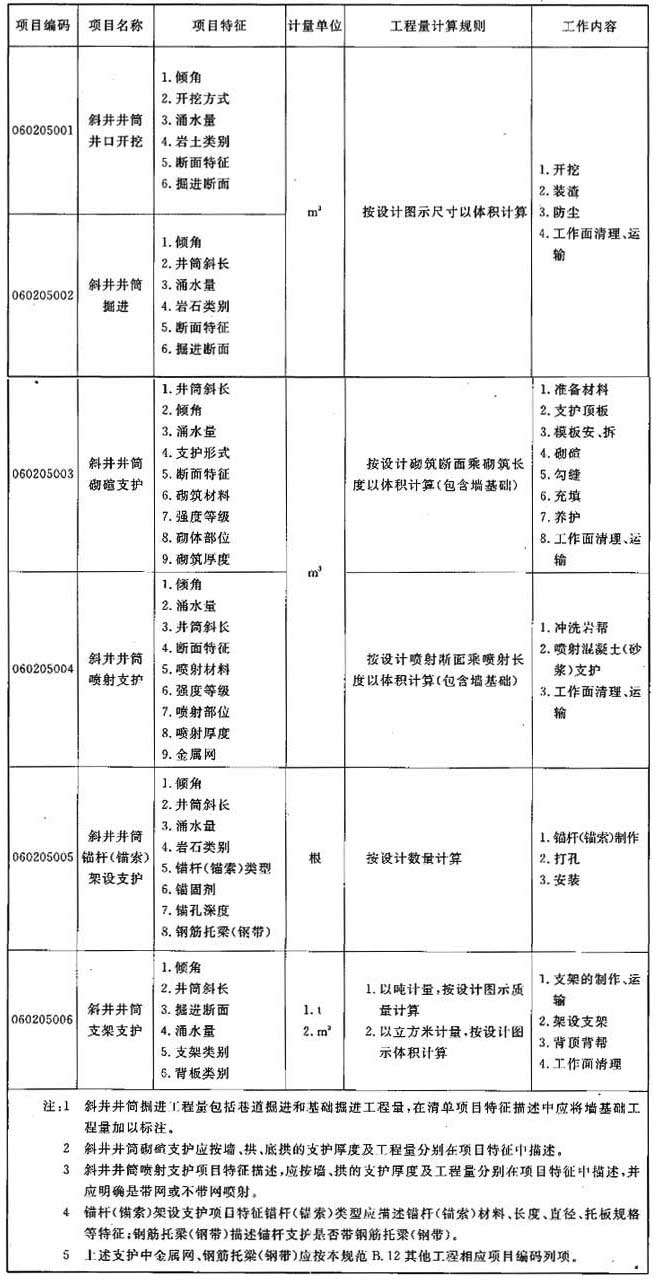 项目编码 项目名称 项目特征 计量单位 工程量计算规则 工作内容
060205001
斜井井筒
井口开挖
1.倾角
2.开挖方式
3.涌水量
4.岩土类别
5.断面特征
6.掘进断面
m³
按设计图示尺寸以体积计算
1.开挖
2.装渣
3.防尘
4.工作面清理、运
输
060205002
斜井井筒
掘进
1.倾角
2.井筒斜长
3.涌水量
4.岩石类别
5.断面特征
6.掘进断面
060205003
斜井井筒
砌碹支护
1.井筒斜长
2.倾角
3.涌水量
4.支护形式
5.断面特征
6.砌筑材料
7.强度等级
8.砌体部位
9.砌筑厚度
m³
按设计砌筑断面乘砌筑长
度以体积计算(包含墙基础)
1.准备材料
2.支护顶板
3.模板安、拆
4.砌碹
5.勾缝
6.充填
7.养护
8.工作面清理、运
输
060205004
斜井井筒
喷射支护
1.倾角
2.涌水量
3.井筒斜长
4.断面特征
5.喷射材料
6.强度等级
7.喷射部位
8.喷射厚度
9.金属网
按设计喷射断面乘喷射长
度以体积计算(包含墙基础)
1.冲洗岩帮
2.喷射混凝土(砂
浆)支护
3.工作面清理、运
输
060205005
斜井井筒
锚杆(锚索)
架设支护
1.倾角
2.井筒斜长
3.涌水量
4.岩石类别
5.锚杆(锚索)类型
6.锚固剂
7.锚孔深度
8.钢筋托梁(钢带)
根
按设计数量计算
1.锚杆(锚索)制作
2.打孔
3.安装
060205006
斜井井筒
支架支护
1.倾角
2.井筒斜长
3.掘进断面
4.涌水量
5.支架类别
6.背板类别
1.t
2.m³
1.以吨计量,按设计图示质
量计算
2.以立方米计量,按设计图
示体积计算
1.支架的制作、运
输
2.架设支架
3.背顶背帮
4.工作面清理
注:1 斜井井筒掘进工程量包括巷道掘进和基础掘进工程量,在清单项目特征描述中应将墙基础工
程量加以标注。
2 斜井井筒砌碹支护应按墙、拱、底拱的支护厚度及工程量分别在项目特征中描述。
3 斜井井筒喷射支护项目特征描述,应按墙、拱的支护厚度及工程量分别在项目特征中描述,并
应明确是带网或不带网喷射。
4 锚杆(锚索)架设支护项目特征锚杆(锚索)类型应描述锚杆(锚索)材料、长度、直径、托板规格
等特征;钢筋托梁(钢带)描述锚杆支护是否带钢筋托梁(钢带)。
5 上述支护中金属网、钢筋托梁(钢带)应按本规范 B.12 其他工程相应项目编码列项。